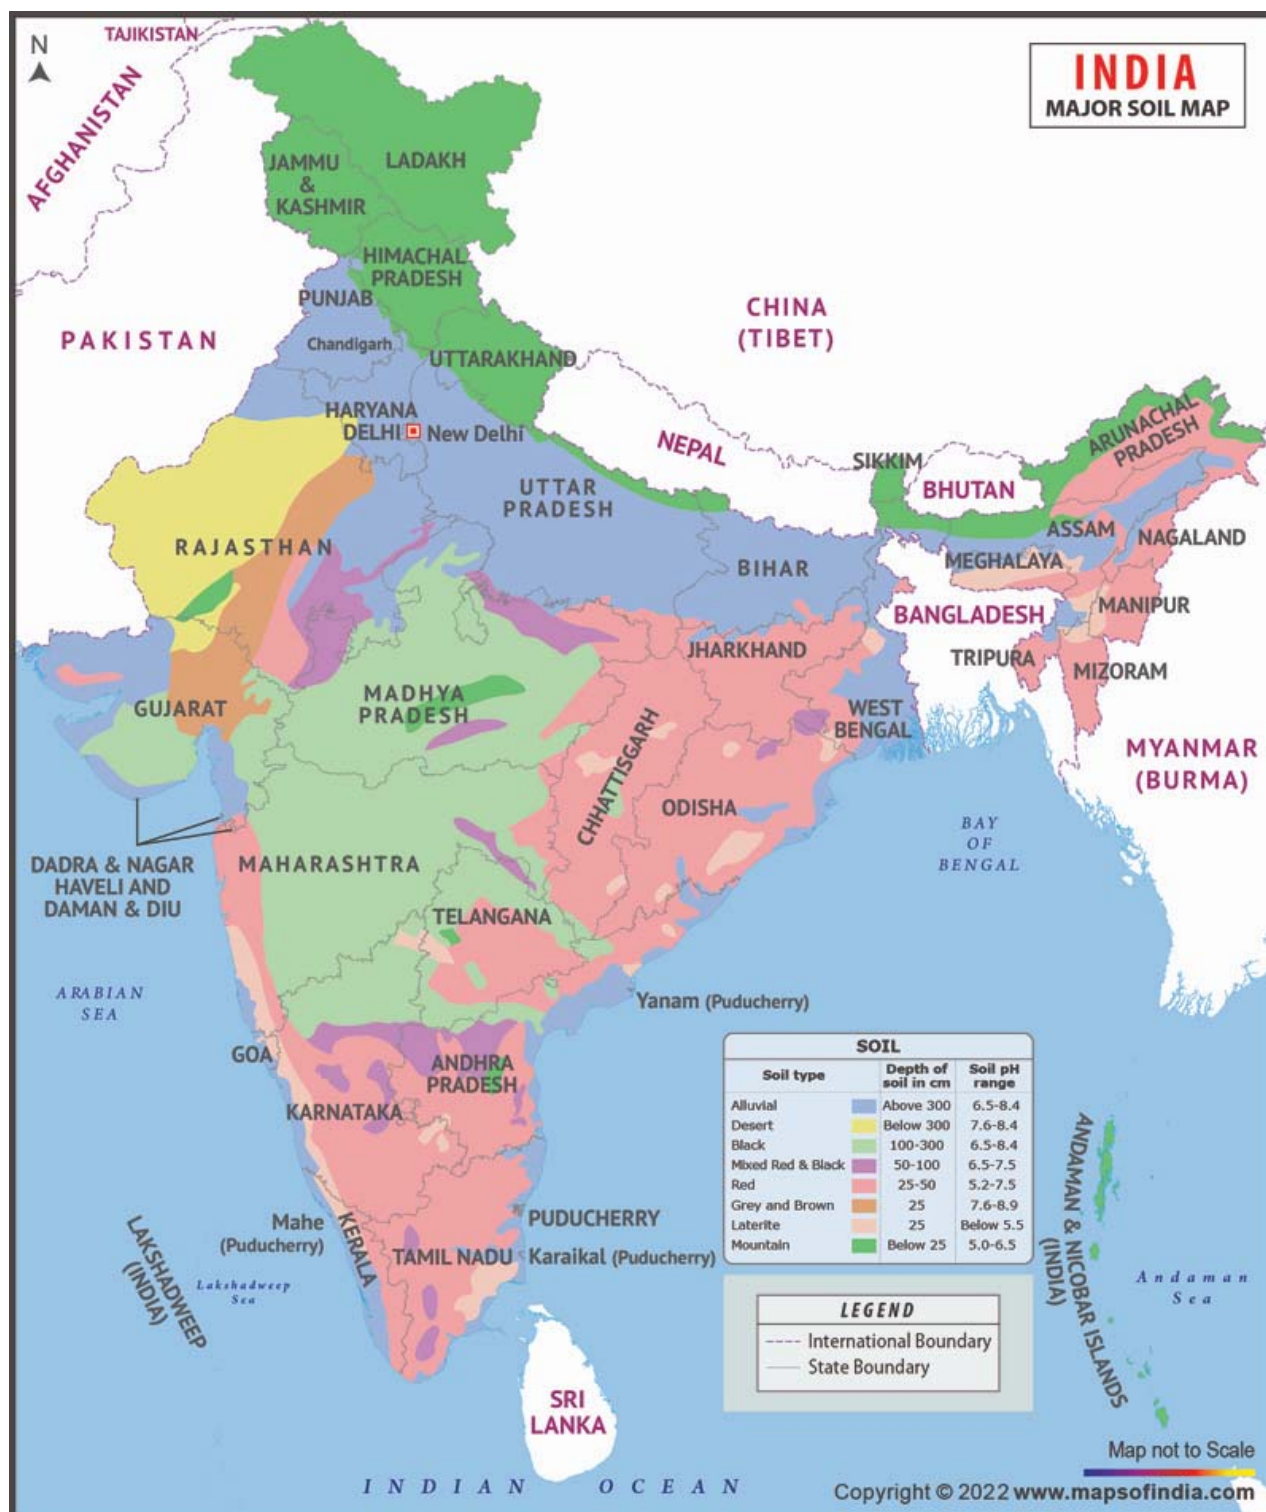 TAJIKISTAN
N
INDIA
MAJOR SOIL MAP
AFGHANISTAN
JAMMU
&
KASHMIR
LADAKH
HIMACHAL
PRADESH
PUNJAB
Chandigarh
UTTARAKHAND
PAKISTAN
CHINA
(TIBET)
HARYANA
DELHI
New Delhi
NEPAL
SIKKIM
BHUTAN
ARUNACHAL
PRADESH
UTTAR
PRADESH
RAJASTHAN
BIHAR
ASSAM
NAGALAND
MEGHALAYA
BANGLADESH
MANIPUR
TRIPURA
MIZORAM
JHARKHAND
GUJARAT
MADHYA
PRADESH
WEST
BENGAL
CHHATTISGARH
ODISHA
MYANMAR
(BURMA)
DADRA & NAGAR
HAVELI AND
DAMAN & DIU
MAHARASHTRA
BAY
OF
BENGAL
TELANGANA
ARABIAN
SEA
Yanam (Puducherry)
GOA
ANDHRA
PRADESH
KARNATAKA
SOIL
Soil type Depth of soil in cm Soil pH range
Alluvial Above 300 6.5-8.4
Desert Below 300 7.6-8.4
Black 100-300 6.5-8.4
Mixed Red & Black 50-100 6.5-7.5
Red 25-50 5.2-7.5
Grey and Brown 25 7.6-8.9
Laterite 25 Below 5.5
Mountain Below 25 5.0-6.5
LAKSHADWEEP
(INDIA)
Mahe
(Puducherry)
Lakshadweep
Sea
KERALA
TAMIL NADU
PUDUCHERRY
Karaikal (Puducherry)
ANDAMAN & NICOBAR ISLANDS
(INDIA)
Andaman
Sea
LEGEND
International Boundary
State Boundary
SRI
LANKA
INDIAN OCEAN
Map not to Scale
Copyright © 2022 www.mapsofindia.com